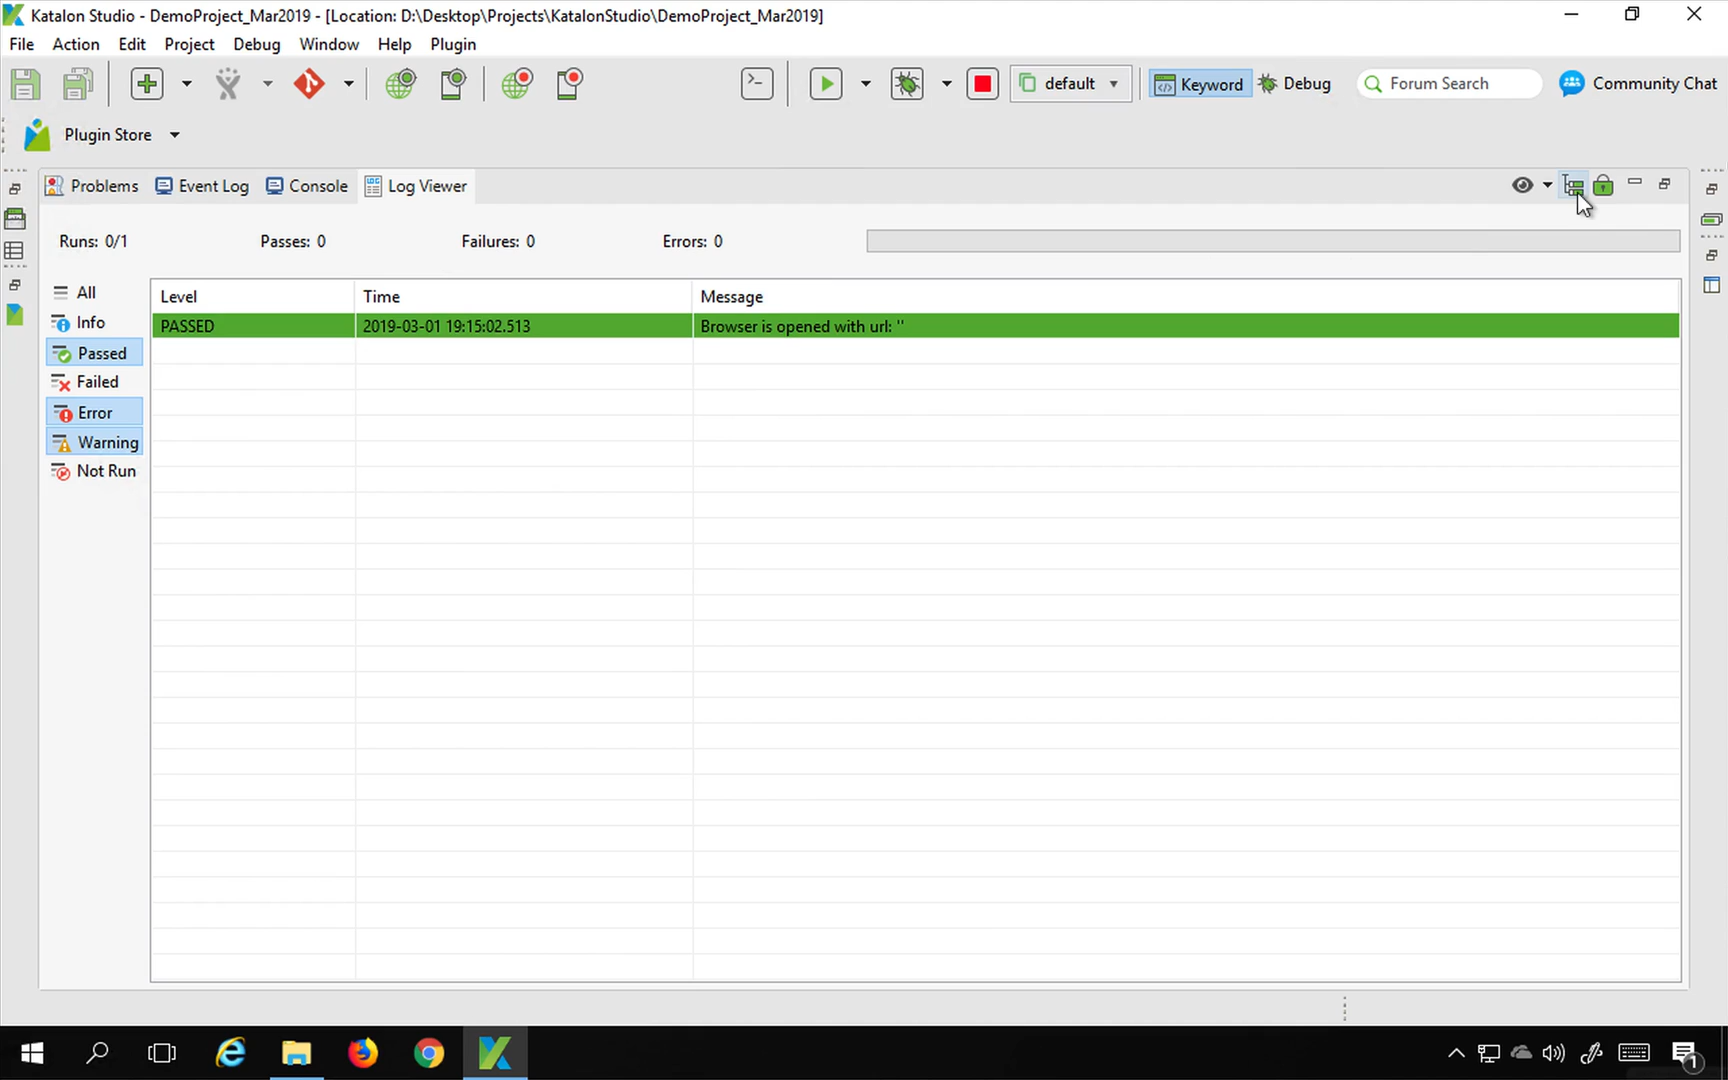 Katalon Studio - DemoProject_Mar2019 - [Location: D:\Desktop\Projects\KatalonStudio\DemoProject_Mar2019]
File Action Edit Project Debug Window Help Plugin
default Keyword Debug Forum Search Community Chat
Plugin Store
Problems Event Log Console Log Viewer
Runs: 0/1 Passes: 0 Failures: 0 Errors: 0
All
Info
Passed
Failed
Error
Warning
Not Run
Level Time Message
PASSED 2019-03-01 19:15:02.513 Browser is opened with url: ''
1